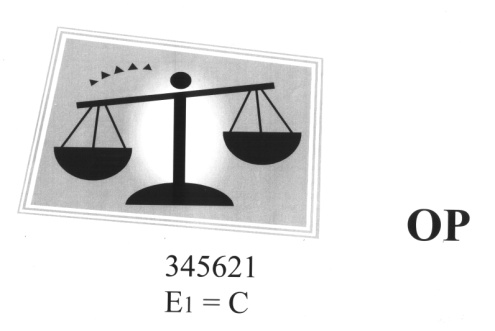 OP
345621
E1 = C